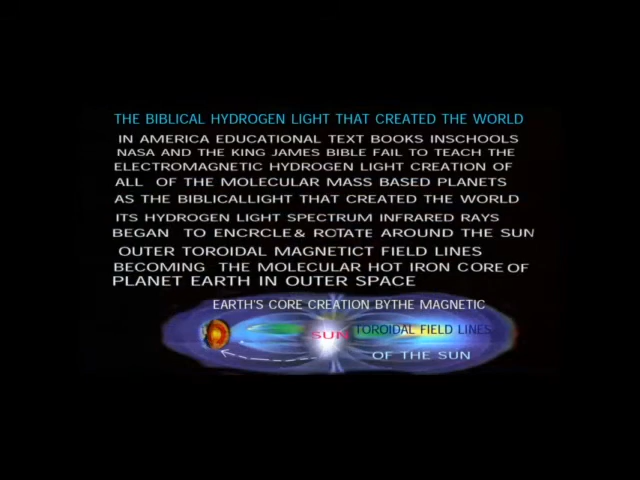 THE BIBLICAL HYDROGEN LIGHT THAT CREATED THE WORLD
IN AMERICA EDUCATIONAL TEXT BOOKS INSCHOOLS
NASA AND THE KING JAMES BIBLE FAIL TO TEACH THE
ELECTROMAGNETIC HYDROGEN LIGHT CREATION OF
ALL OF THE MOLECULAR MASS BASED PLANETS
AS THE BIBLICALLIGHT THAT CREATED THE WORLD
ITS HYDROGEN LIGHT SPECTRUM INFRARED RAYS
BEGAN TO ENCRCLE& ROTATE AROUND THE SUN
OUTER TOROIDAL MAGNETICT FIELD LINES
BECOMING THE MOLECULAR HOT IRON CORE OF
PLANET EARTH IN OUTER SPACE
EARTH'S CORE CREATION BYTHE MAGNETIC
SUN TOROIDAL FIELD LINES
OF THE SUN